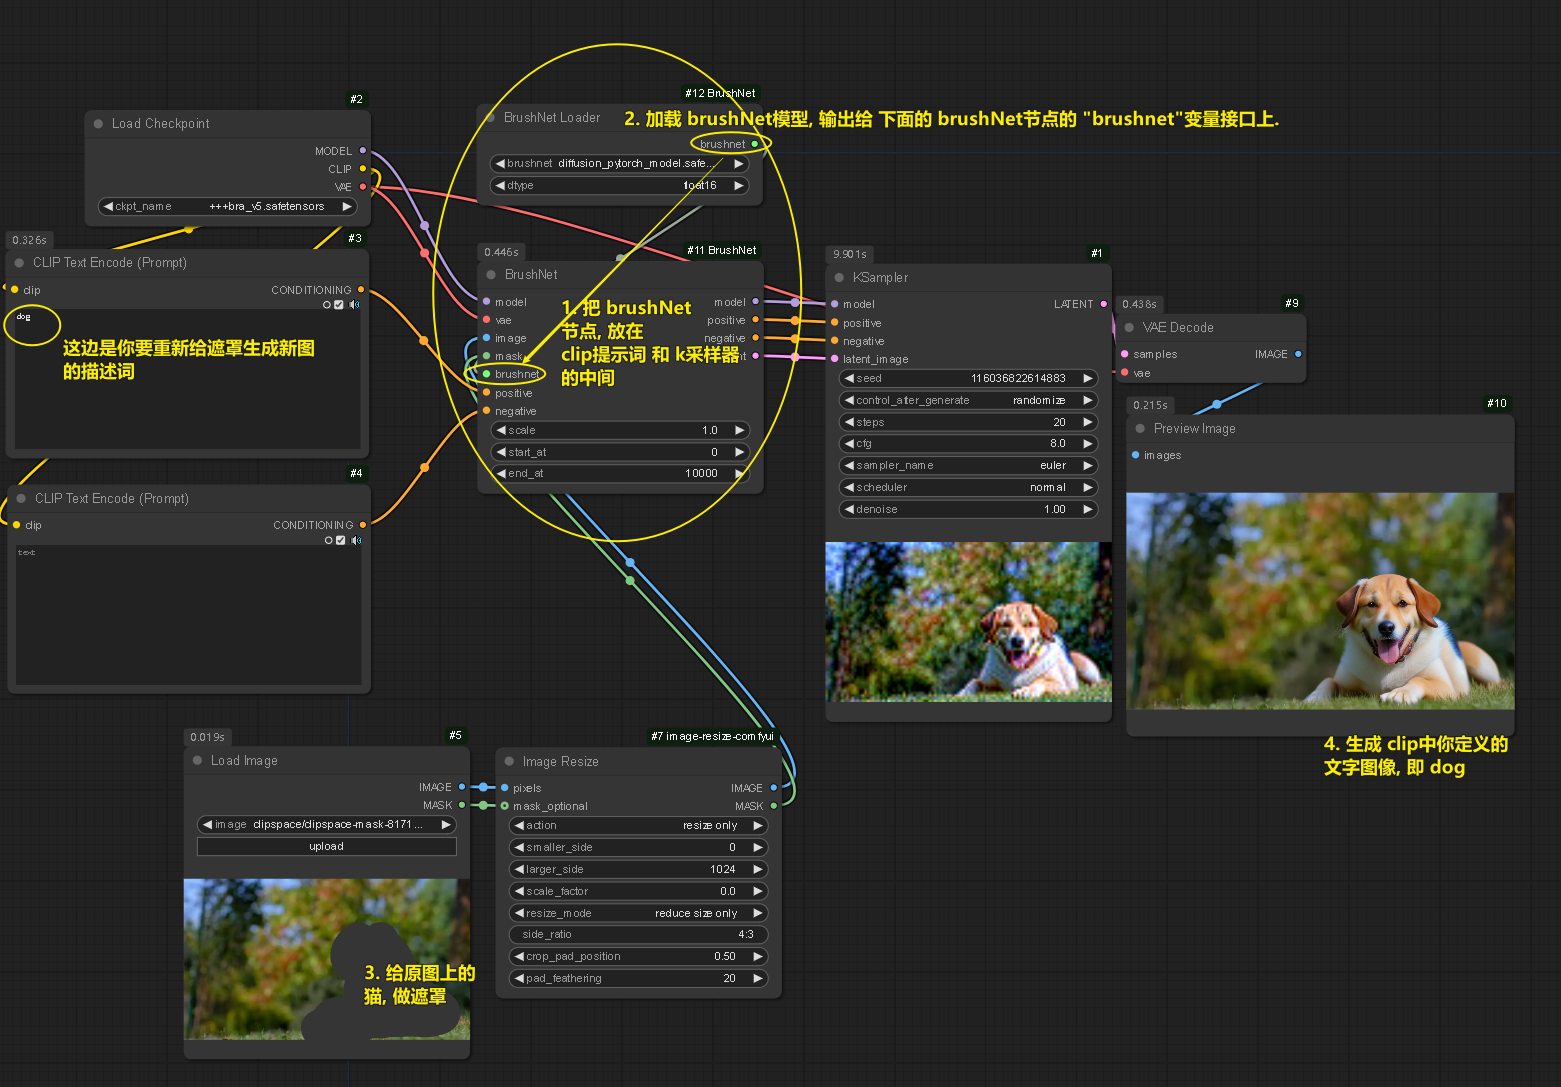 #2
Load Checkpoint
MODEL
CLIP
VAE
ckpt_name +++bra_v5.safetensors
#12 BrushNet
BrushNet Loader
2. 加载 brushNet模型, 输出给 下面的 brushNet节点的 "brushnet"变量接口上.
brushnet
brushnet diffusion_pytorch_model.safe...
dtype float16
0.326s
#3
CLIP Text Encode (Prompt)
clip
CONDITIONING
dog
这边是你要重新给遮罩生成新图
的描述词
#4
CLIP Text Encode (Prompt)
clip
CONDITIONING
text
0.446s
#11 BrushNet
BrushNet
model
vae
image
mask
brushnet
positive
negative
model
positive
negative
1. 把 brushNet
节点, 放在
clip提示词 和 k采样器
的中间
scale 1.0
start_at 0
end_at 10000
9.901s
#1
KSampler
model
positive
negative
latent_image
LATENT
seed 116036822614883
control_after_generate randomize
steps 20
cfg 8.0
sampler_name euler
scheduler normal
denoise 1.00
0.438s
#9
VAE Decode
samples
vae
IMAGE
0.215s
#10
Preview Image
images
4. 生成 clip中你定义的
文字图像, 即 dog
0.019s
#5
Load Image
IMAGE
MASK
image clipspace/clipspace-mask-8171...
upload
3. 给原图上的
猫, 做遮罩
#7 image-resize-comfyui
Image Resize
pixels
mask_optional
IMAGE
MASK
action resize only
smaller_side 0
larger_side 1024
scale_factor 0.0
resize_mode reduce size only
side_ratio 4:3
crop_pad_position 0.50
pad_feathering 20